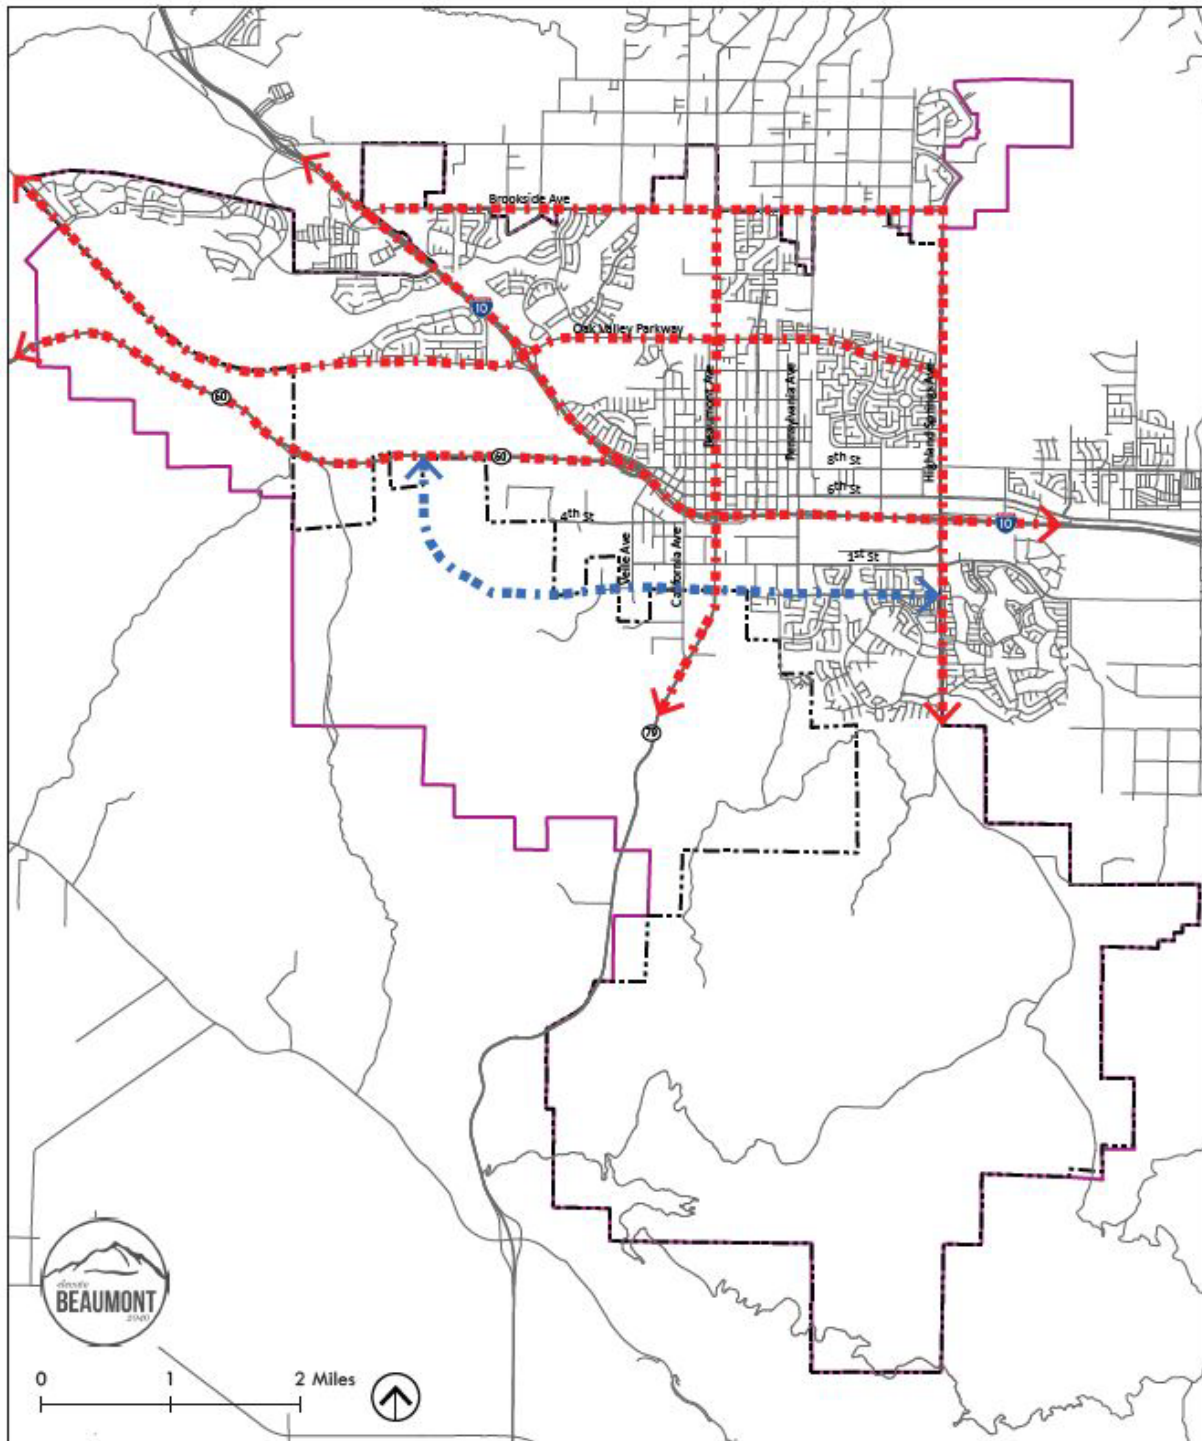 Brookside Ave
10
Oak Valley Parkway
Beaumont Ave
Pennsylvania Ave
Highland Springs Ave
60
60
8th St
6th St
4th St
10
1st St
Veile Ave
California Ave
79
elevate
BEAUMONT
2040
0 1 2 Miles